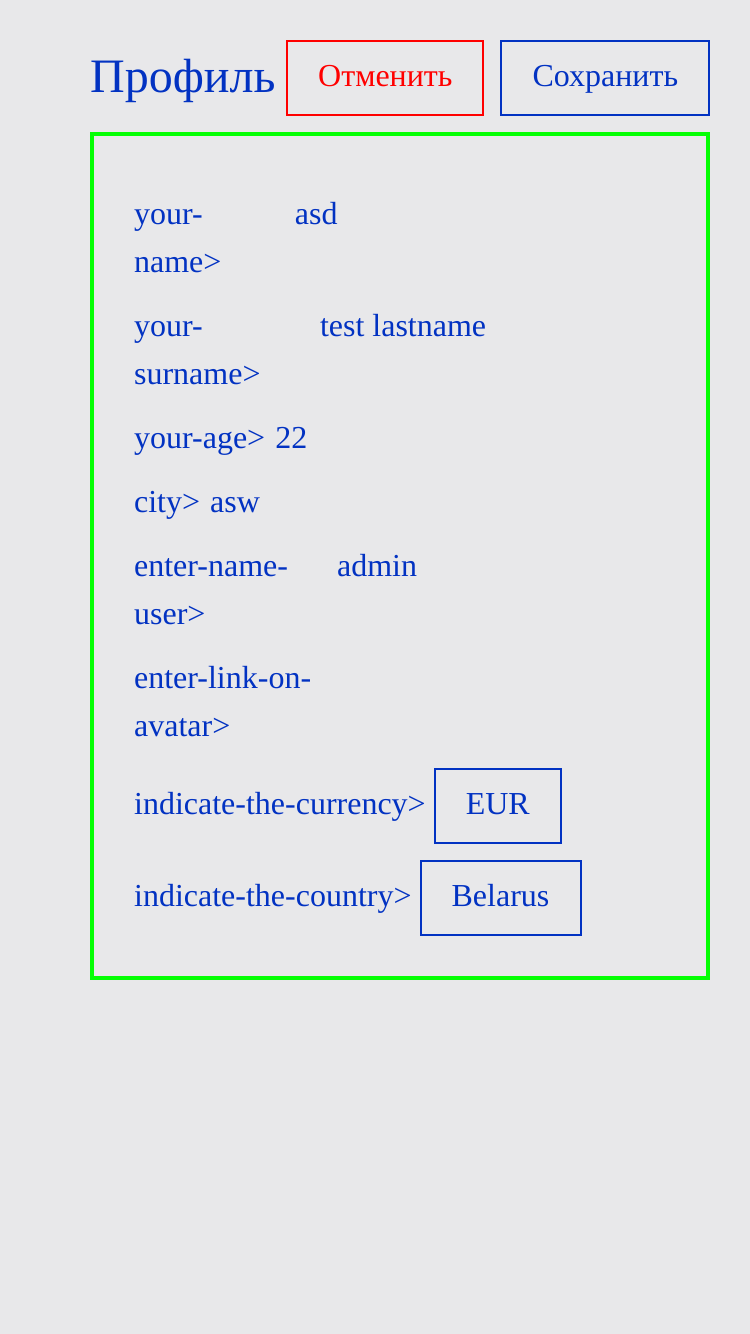 Профиль Отменить Сохранить
your- asd
name>
your- test lastname
surname>
your-age> 22
city> asw
enter-name- admin
user>
enter-link-on-
avatar>
indicate-the-currency> EUR
indicate-the-country> Belarus